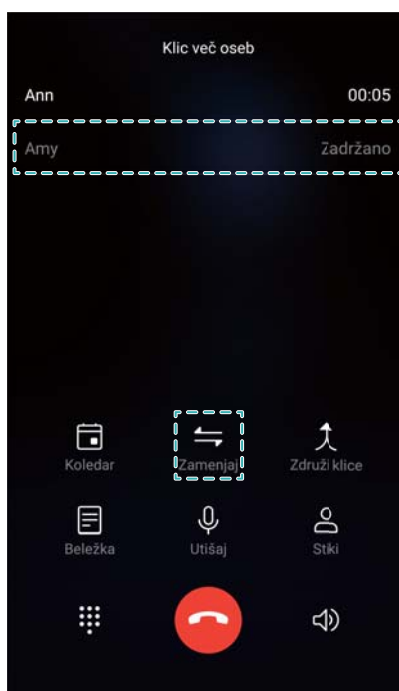 Klic več oseb
Ann 00:05
Amy Zadržano
Koledar Zamenjaj Združi klice
Beležka Utišaj Stiki